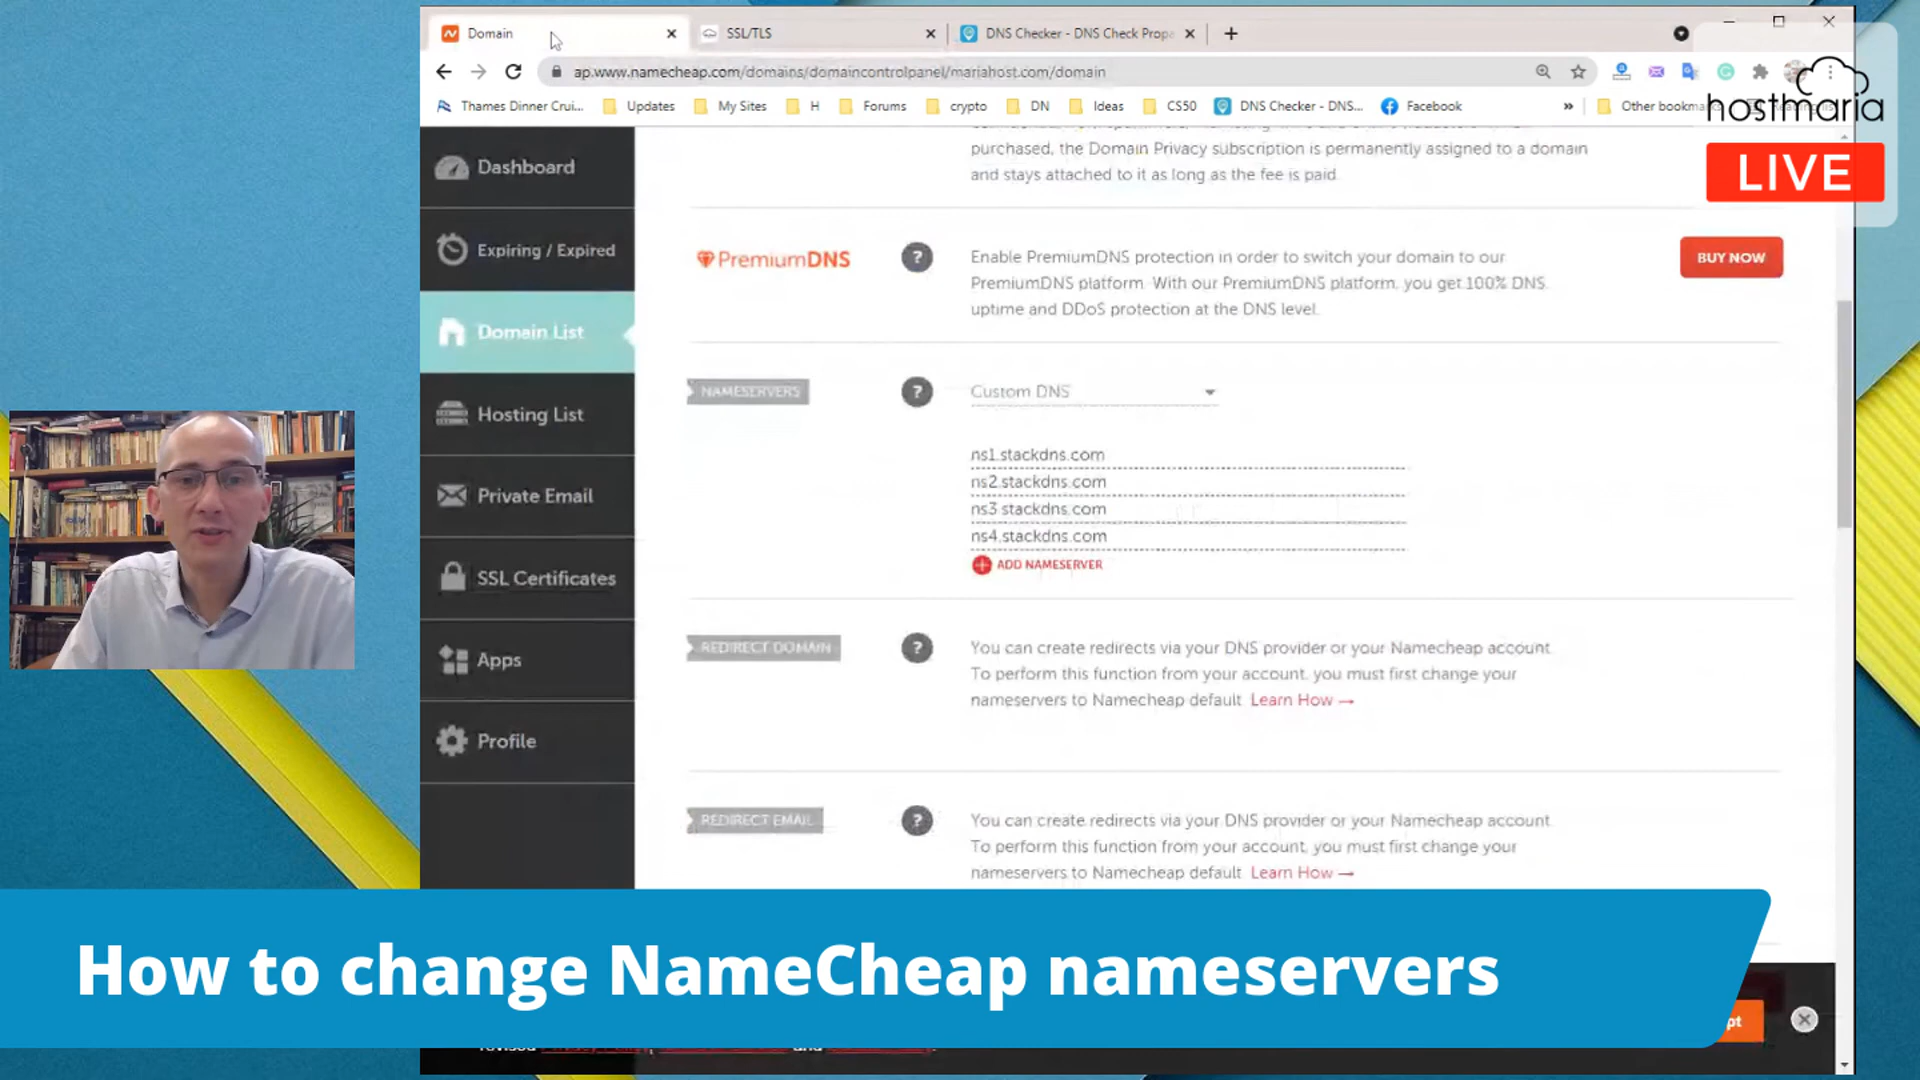 Domain
SSL/TLS
DNS Checker - DNS Check Propa
ap.www.namecheap.com/domains/domaincontrolpanel/mariahost.com/domain
Thames Dinner Crui...
Updates
My Sites
H
Forums
crypto
DN
Ideas
CS50
DNS Checker - DNS...
Facebook
»
Other bookm
hostmaria
LIVE
Dashboard
Expiring / Expired
Domain List
Hosting List
Private Email
SSL Certificates
Apps
Profile
purchased, the Domain Privacy subscription is permanently assigned to a domain
and stays attached to it as long as the fee is paid.
PremiumDNS
?
Enable PremiumDNS protection in order to switch your domain to our
PremiumDNS platform. With our PremiumDNS platform, you get 100% DNS
uptime and DDoS protection at the DNS level.
BUY NOW
NAMESERVERS
?
Custom DNS
ns1.stackdns.com
ns2.stackdns.com
ns3.stackdns.com
ns4.stackdns.com
ADD NAMESERVER
REDIRECT DOMAIN
?
You can create redirects via your DNS provider or your Namecheap account.
To perform this function from your account, you must first change your
nameservers to Namecheap default. Learn How →
REDIRECT EMAIL
?
You can create redirects via your DNS provider or your Namecheap account.
To perform this function from your account, you must first change your
nameservers to Namecheap default. Learn How →
How to change NameCheap nameservers
pt